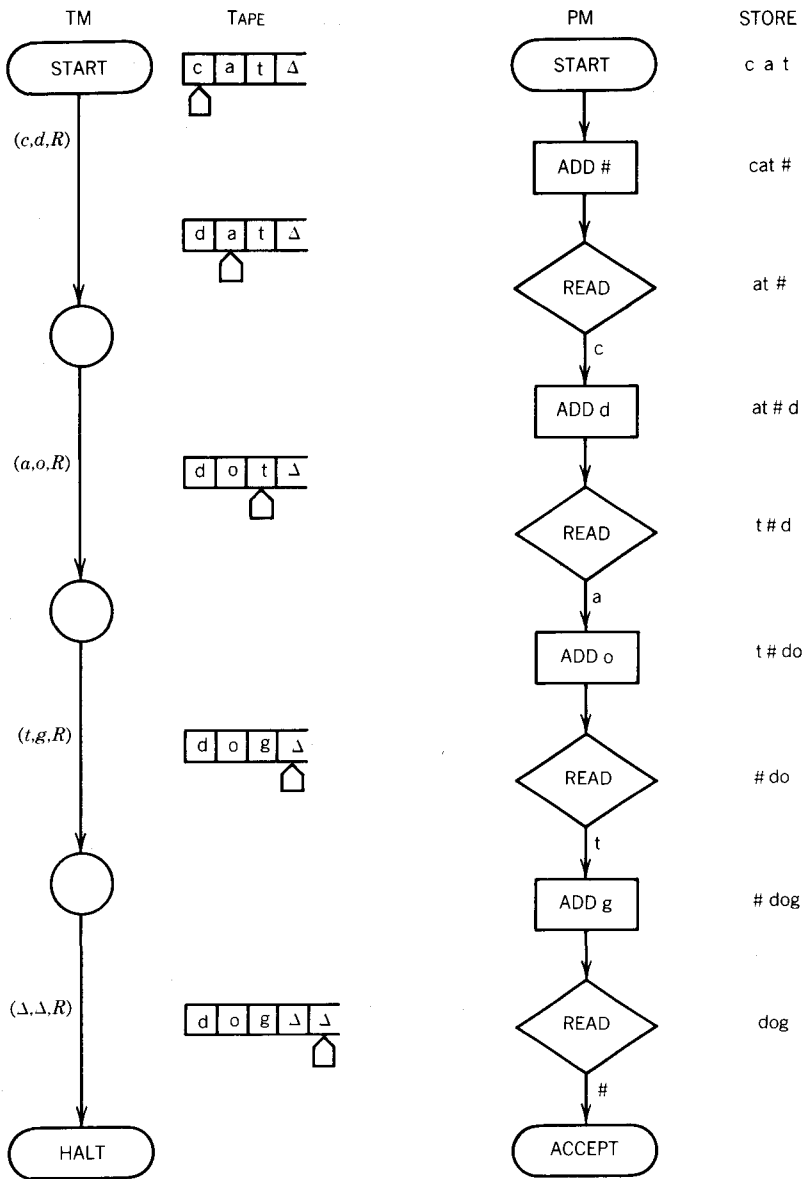 TM TAPE PM STORE
START c a t Δ START c a t
(c,d,R)
ADD # cat #
d a t Δ
READ at #
c
ADD d at # d
(a,o,R) d o t Δ
READ t # d
a
ADD o t # do
(t,g,R) d o g Δ
READ # do
t
ADD g # dog
(Δ,Δ,R) d o g Δ Δ
READ dog
#
HALT ACCEPT